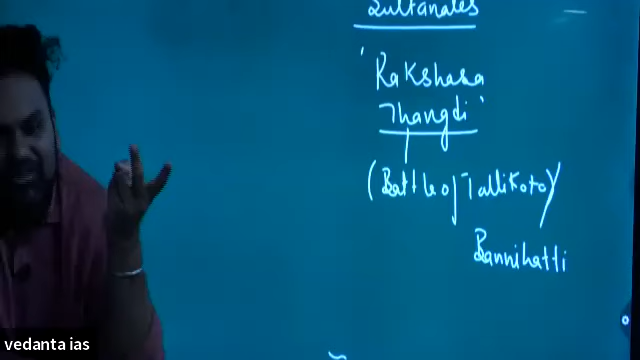 Sultanates
'Rakshasa
Thangdi'
(Battle of Tallikota)
Bannihatti
vedanta ias